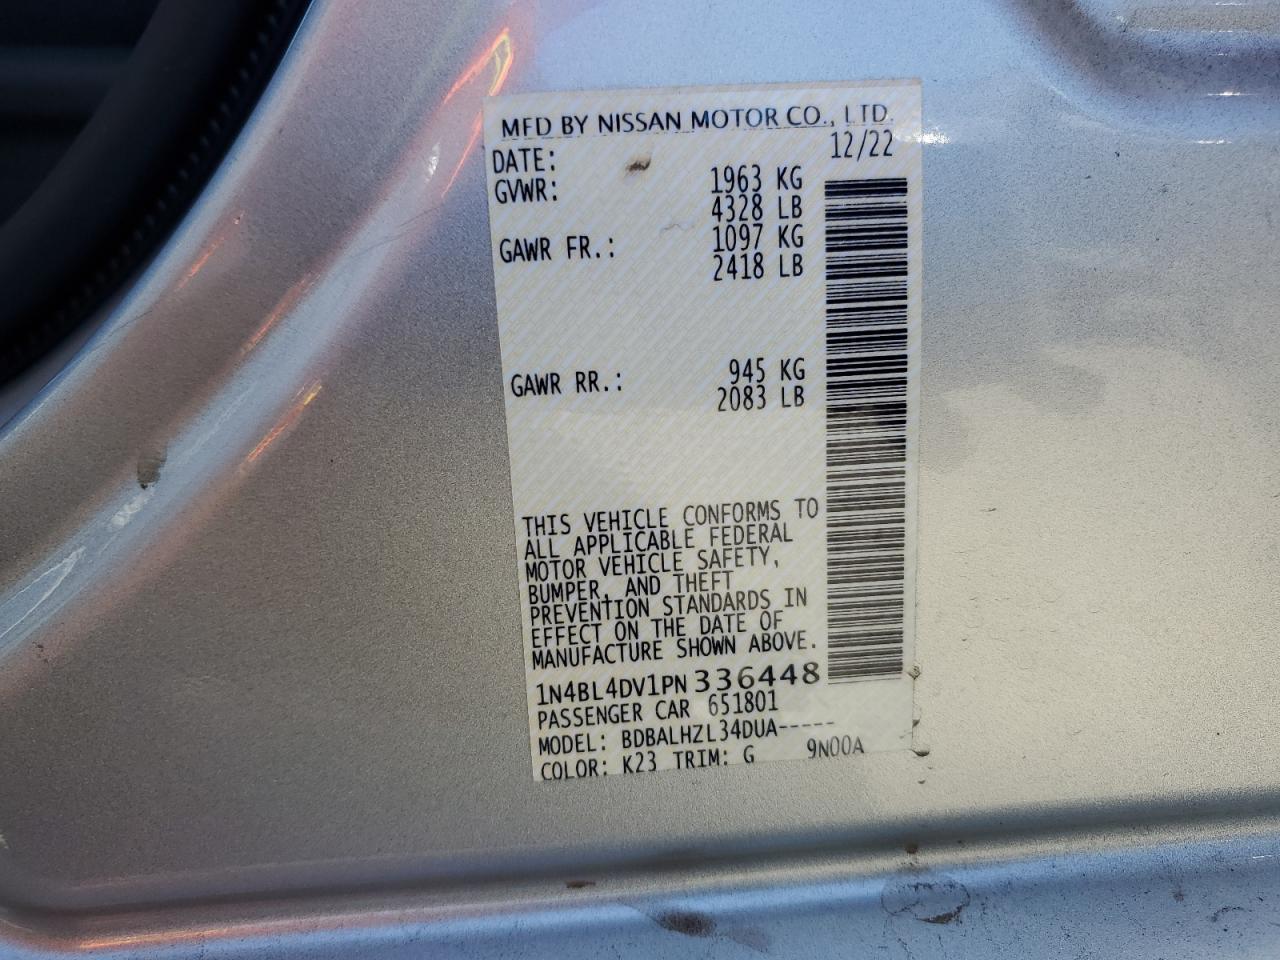 MFD BY NISSAN MOTOR CO., LTD.
DATE: 12/22
GVWR: 1963 KG
4328 LB
GAWR FR.: 1097 KG
2418 LB
GAWR RR.: 945 KG
2083 LB
THIS VEHICLE CONFORMS TO
ALL APPLICABLE FEDERAL
MOTOR VEHICLE SAFETY,
BUMPER, AND THEFT
PREVENTION STANDARDS IN
EFFECT ON THE DATE OF
MANUFACTURE SHOWN ABOVE.
1N4BL4DV1PN336448
PASSENGER CAR 651801
MODEL: BDBALHZL34DUA-----
COLOR: K23 TRIM: G 9N00A